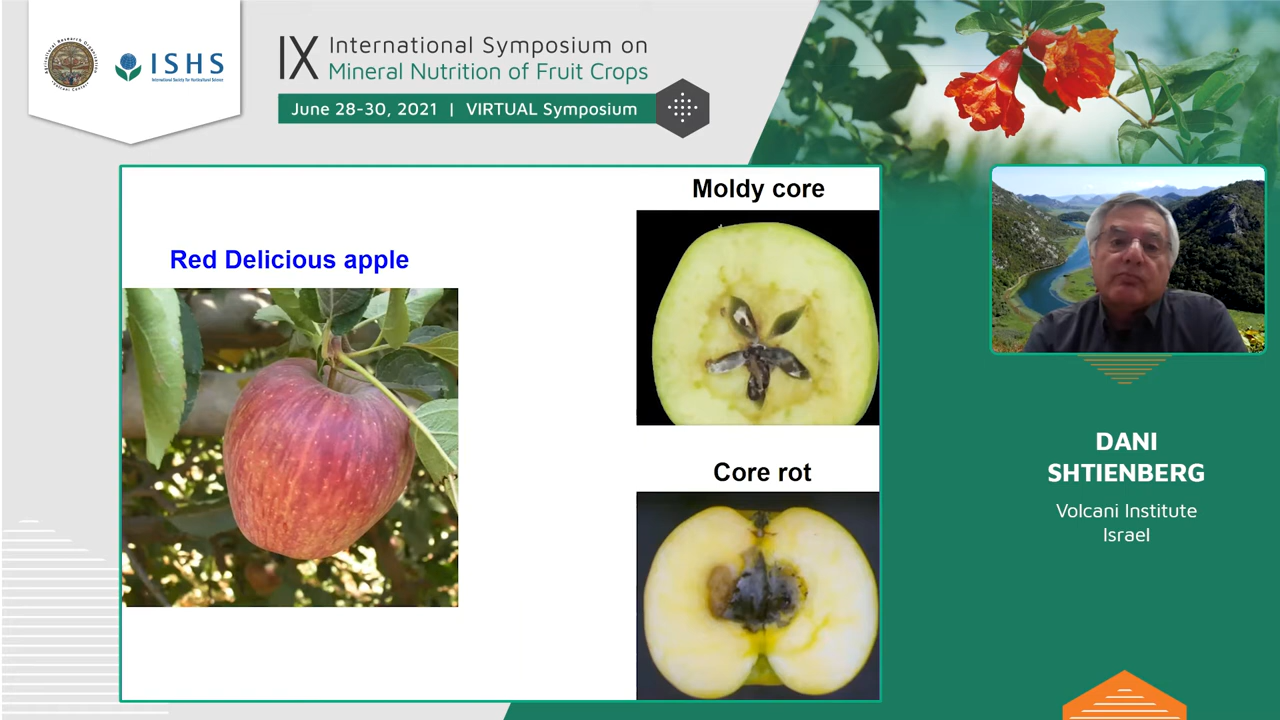 ISHS
International Society for Horticultural Science
IX International Symposium on
Mineral Nutrition of Fruit Crops
June 28-30, 2021 | VIRTUAL Symposium
Moldy core
Red Delicious apple
Core rot
DANI
SHTIENBERG
Volcani Institute
Israel